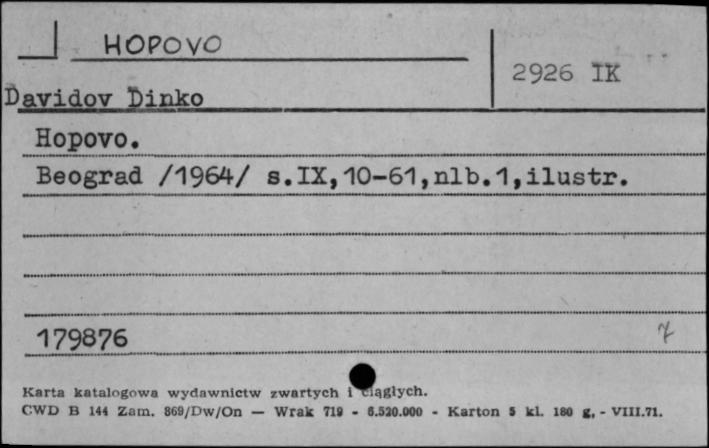 HOPOVO
2926 IK
Davidov Dinko
Hopovo.
Beograd /1964/ s.IX,10-61,nlb.1,ilustr.
179876
Karta katalogowa wydawnictw zwartych i ciągłych.
CWD B 144 Zam. 869/Dw/On — Wrak 719 - 6.520.000 - Karton 5 kl. 180 g, - VIII.71.